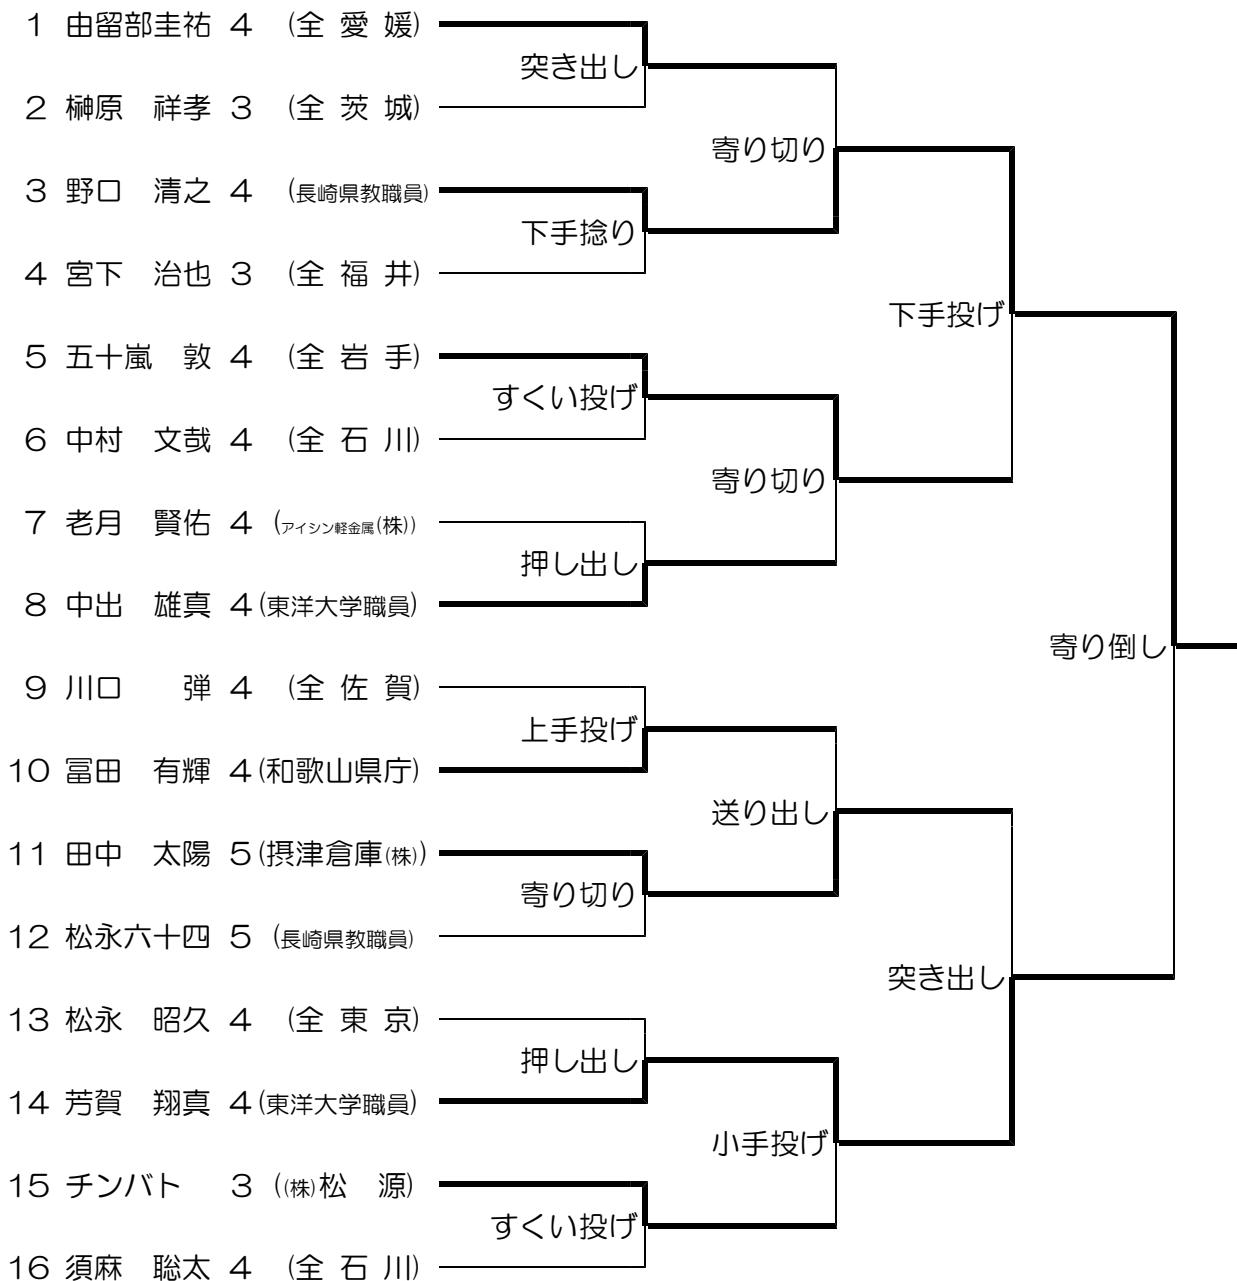 1 由留部圭祐 4 (全 愛 媛)
突き出し
2 榊原 祥孝 3 (全 茨 城)
寄り切り
3 野口 清之 4 (長崎県教職員)
下手捻り
4 宮下 治也 3 (全 福 井)
下手投げ
5 五十嵐 敦 4 (全 岩 手)
すくい投げ
6 中村 文哉 4 (全 石 川)
寄り切り
7 老月 賢佑 4 (アイシン軽金属(株))
押し出し
8 中出 雄真 4 (東洋大学職員)
寄り倒し
9 川口 弾 4 (全 佐 賀)
上手投げ
10 冨田 有輝 4 (和歌山県庁)
送り出し
11 田中 太陽 5 (摂津倉庫(株))
寄り切り
12 松永六十四 5 (長崎県教職員)
突き出し
13 松永 昭久 4 (全 東 京)
押し出し
14 芳賀 翔真 4 (東洋大学職員)
小手投げ
15 チンバト 3 ((株)松 源)
すくい投げ
16 須麻 聡太 4 (全 石 川)